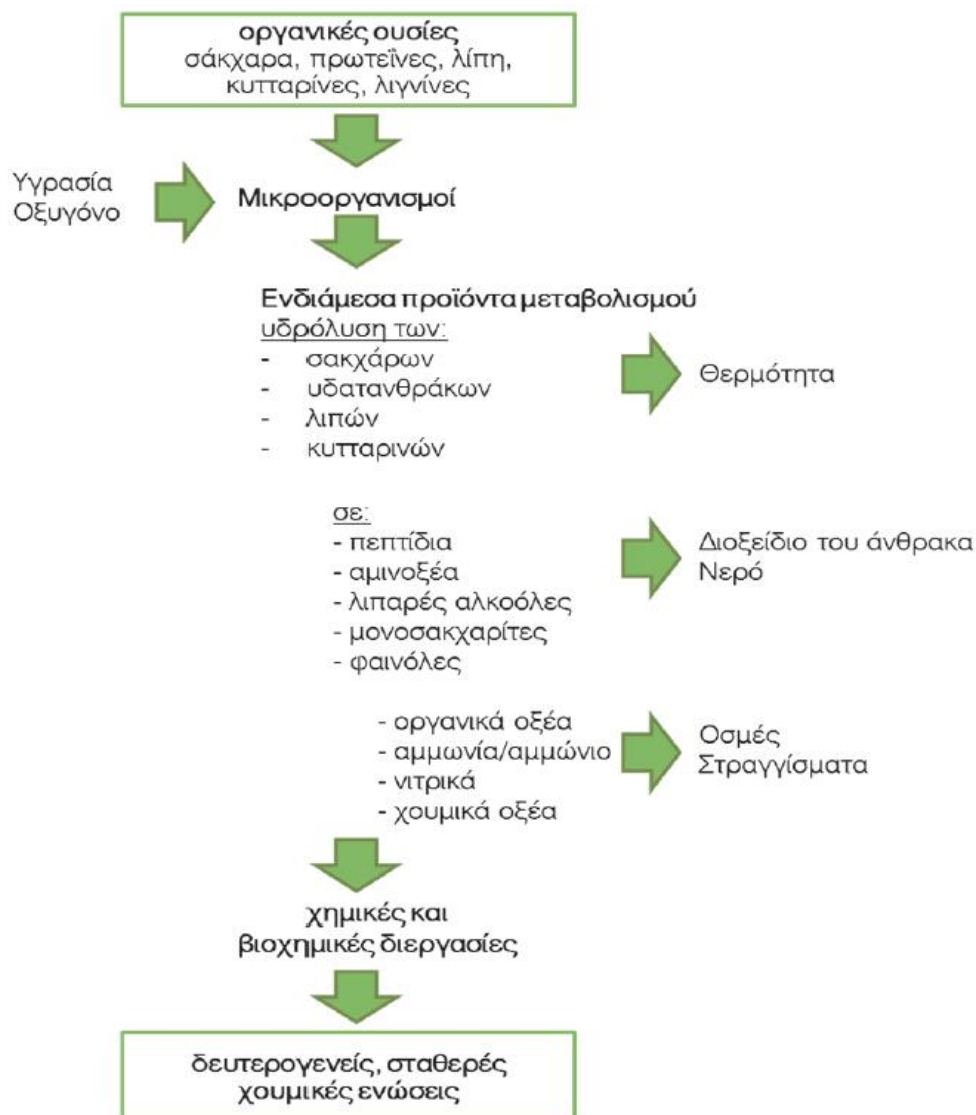 οργανικές ουσίες
σάκχαρα, πρωτεΐνες, λίπη,
κυτταρίνες, λιγνίνες
Υγρασία
Οξυγόνο
Μικροοργανισμοί
Ενδιάμεσα προϊόντα μεταβολισμού
υδρόλυση των:
- σακχάρων
- υδατανθράκων
- λιπών
- κυτταρινών
Θερμότητα
σε:
- πεπτίδια
- αμινοξέα
- λιπαρές αλκοόλες
- μονοσακχαρίτες
- φαινόλες
Διοξείδιο του άνθρακα
Νερό
- οργανικά οξέα
- αμμωνία/αμμώνιο
- νιτρικά
- χουμικά οξέα
Οσμές
Στραγγίσματα
χημικές και
βιοχημικές διεργασίες
δευτερογενείς, σταθερές
χουμικές ενώσεις